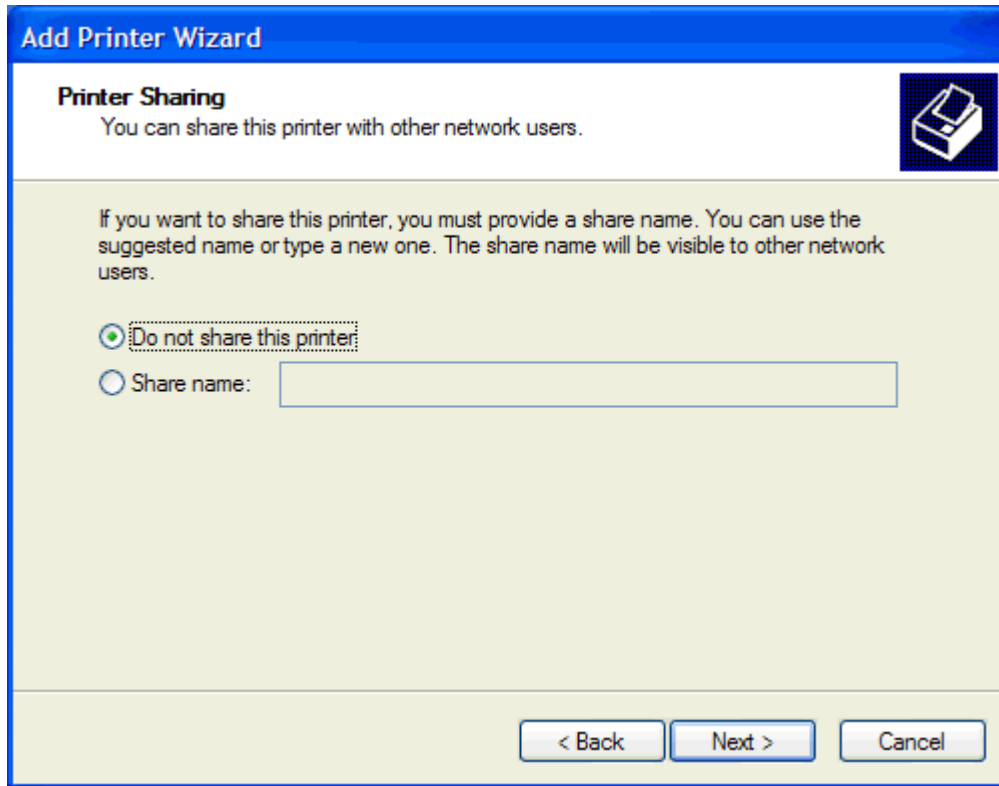 Add Printer Wizard
Printer Sharing
You can share this printer with other network users.
If you want to share this printer, you must provide a share name. You can use the
suggested name or type a new one. The share name will be visible to other network
users.
Do not share this printer
Share name:
< Back Next > Cancel